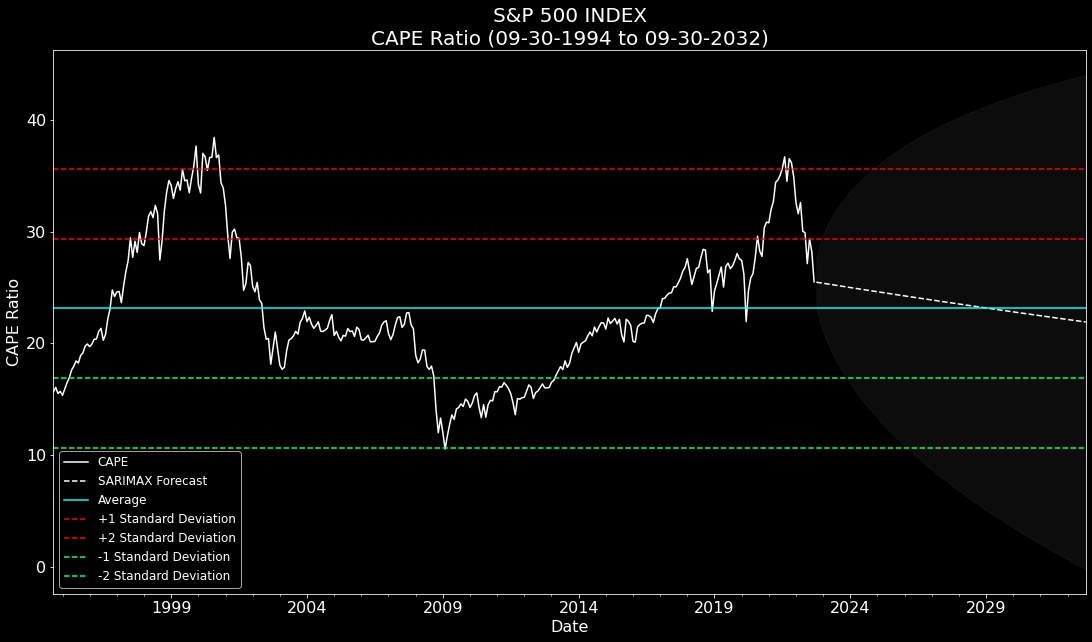 S&P 500 INDEX
CAPE Ratio (09-30-1994 to 09-30-2032)
CAPE Ratio
40
30
20
10
0
CAPE
SARIMAX Forecast
Average
+1 Standard Deviation
+2 Standard Deviation
-1 Standard Deviation
-2 Standard Deviation
1999
2004
2009
2014
2019
2024
2029
Date